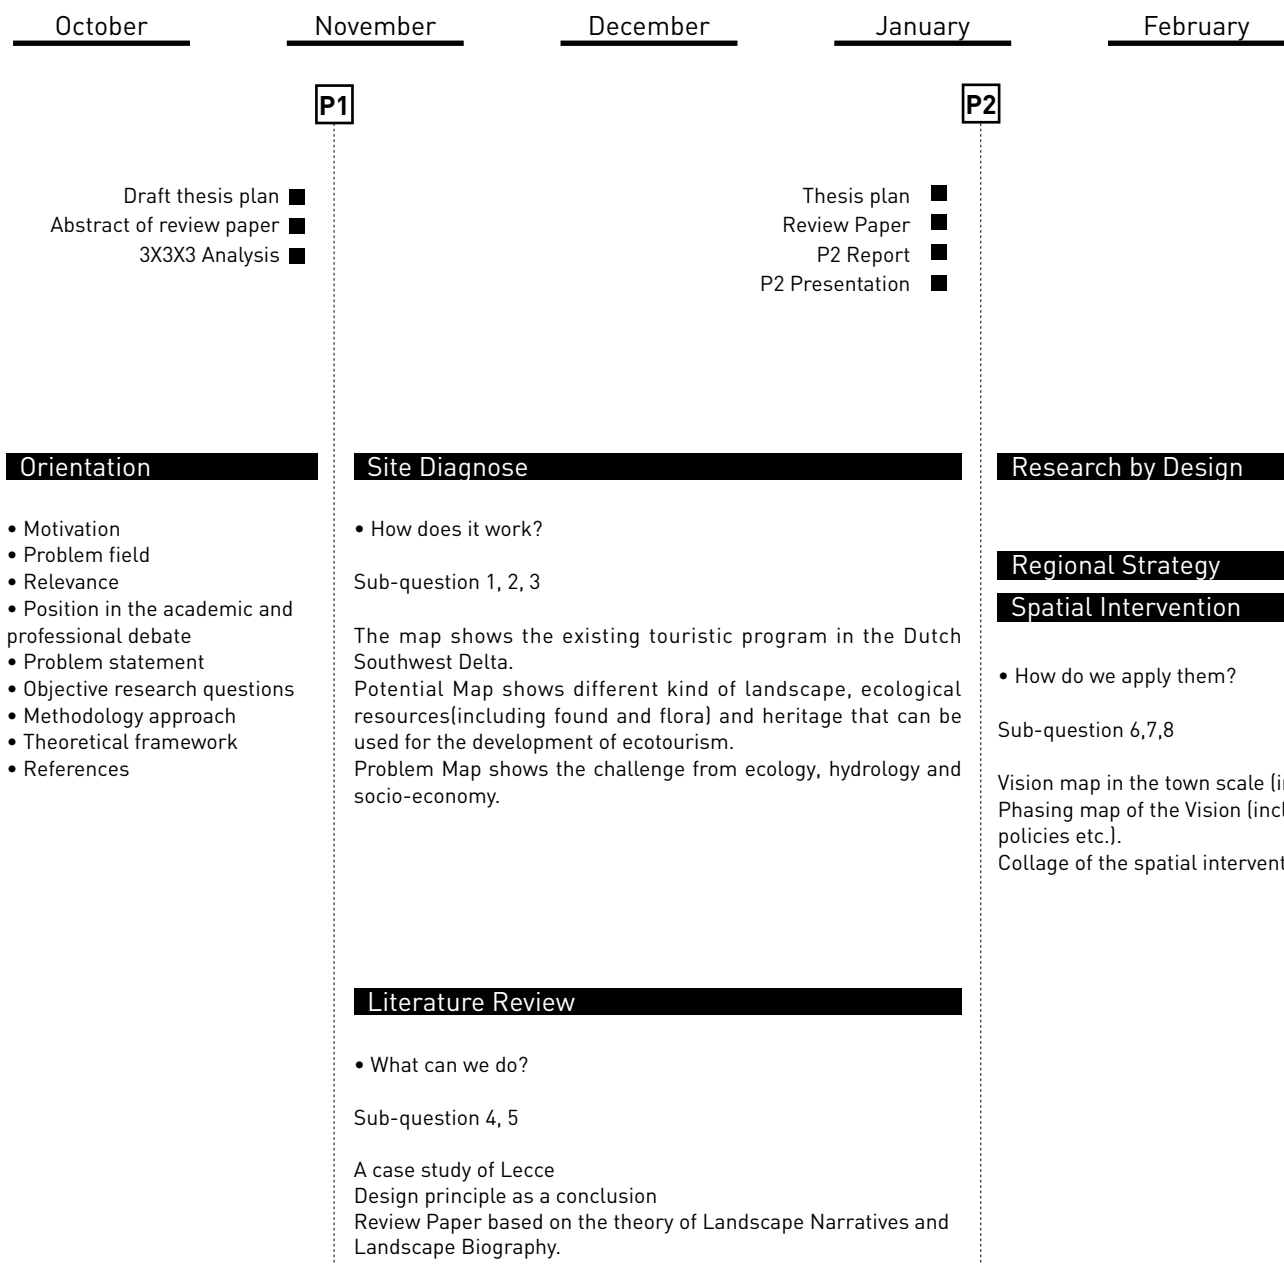 October
November
December
January
February
P1
P2
Draft thesis plan
Abstract of review paper
3X3X3 Analysis
Thesis plan
Review Paper
P2 Report
P2 Presentation
Orientation
• Motivation
• Problem field
• Relevance
• Position in the academic and
professional debate
• Problem statement
• Objective research questions
• Methodology approach
• Theoretical framework
• References
Site Diagnose
• How does it work?
Sub-question 1, 2, 3
The map shows the existing touristic program in the Dutch
Southwest Delta.
Potential Map shows different kind of landscape, ecological
resources(including found and flora) and heritage that can be
used for the development of ecotourism.
Problem Map shows the challenge from ecology, hydrology and
socio-economy.
Literature Review
• What can we do?
Sub-question 4, 5
A case study of Lecce
Design principle as a conclusion
Review Paper based on the theory of Landscape Narratives and
Landscape Biography.
Research by Design
Regional Strategy
Spatial Intervention
• How do we apply them?
Sub-question 6,7,8
Vision map in the town scale
Phasing map of the Vision
policies etc.).
Collage of the spatial